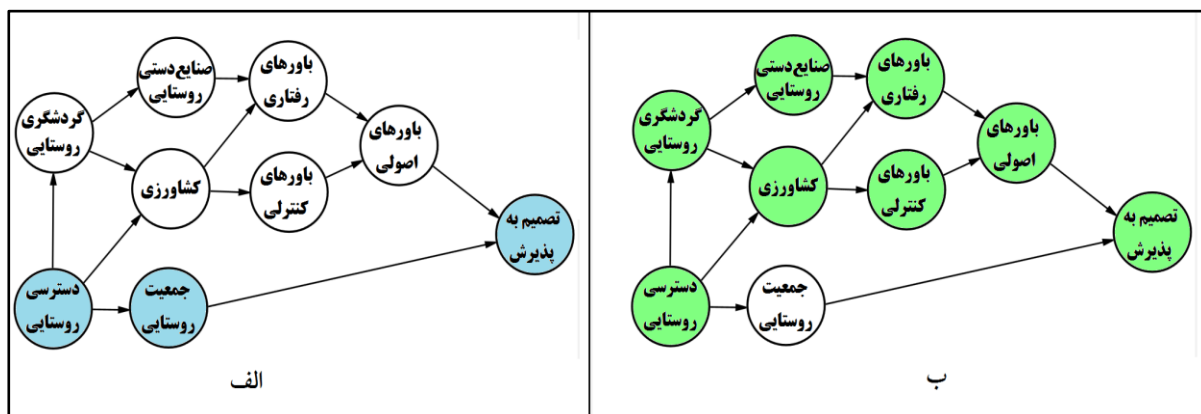 صنایع‌دستی
روستایی
باورهای
رفتاری
گردشگری
روستایی
باورهای
اصولی
کشاورزی
باورهای
کنترلی
تصمیم به
پذیرش
دسترسی
روستایی
جمعیت
روستایی
الف
صنایع‌دستی
روستایی
باورهای
رفتاری
گردشگری
روستایی
باورهای
اصولی
کشاورزی
باورهای
کنترلی
تصمیم به
پذیرش
دسترسی
روستایی
جمعیت
روستایی
ب